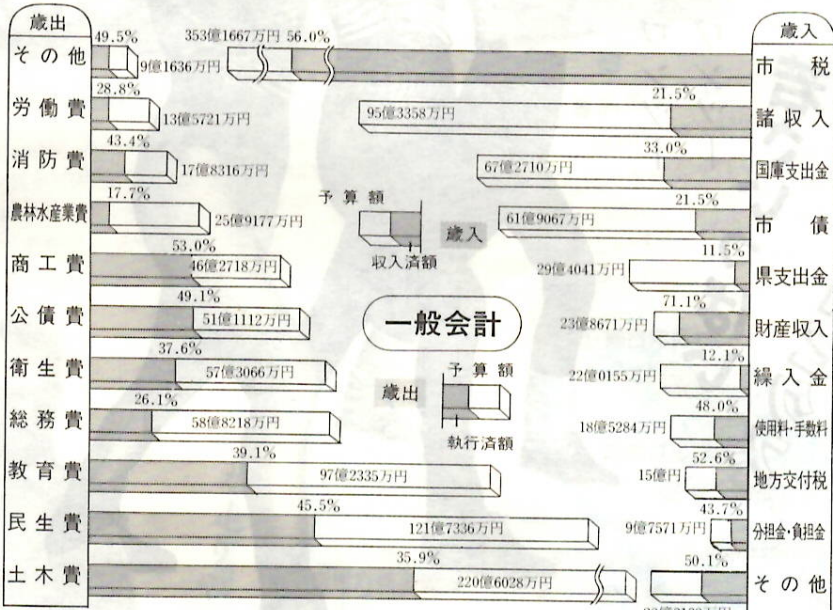 歳出
49.5%
その他
9億1636万円
28.8%
労働費
13億5721万円
43.4%
消防費
17億8316万円
17.7%
農林水産業費
25億9177万円
53.0%
商工費
46億2718万円
49.1%
公債費
51億1112万円
37.6%
衛生費
57億3066万円
26.1%
総務費
58億8218万円
39.1%
教育費
97億2335万円
45.5%
民生費
121億7336万円
35.9%
土木費
220億6028万円
予算額
歳入
収入済額
一般会計
予算額
歳出
執行済額
歳入
353億1667万円 56.0%
市税
21.5%
95億3358万円
諸収入
33.0%
67億2710万円
国庫支出金
21.5%
61億9067万円
市債
11.5%
29億4041万円
県支出金
71.1%
23億8671万円
財産収入
12.1%
22億0155万円
繰入金
48.0%
18億5284万円
使用料・手数料
52.6%
15億円
地方交付税
43.7%
9億7571万円
分担金・負担金
50.1%
その他